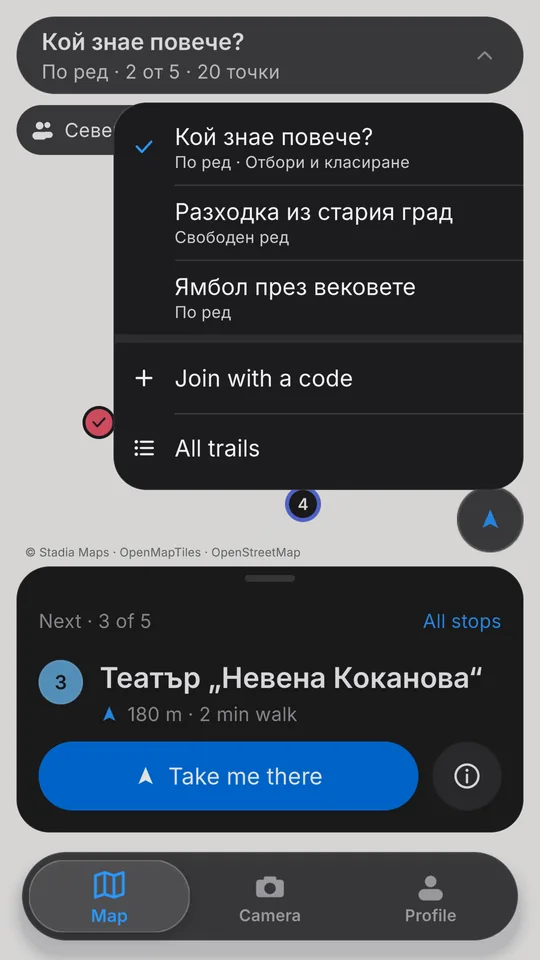 Кой знае повече?
По ред · 2 от 5 · 20 точки
Кой знае повече?
По ред · Отбори и класиране
Разходка из стария град
Свободен ред
Ямбол през вековете
По ред
Join with a code
All trails
4
© Stadia Maps · OpenMapTiles · OpenStreetMap
Next · 3 of 5
All stops
3
Театър „Невена Коканова“
180 m · 2 min walk
Take me there
Map
Camera
Profile